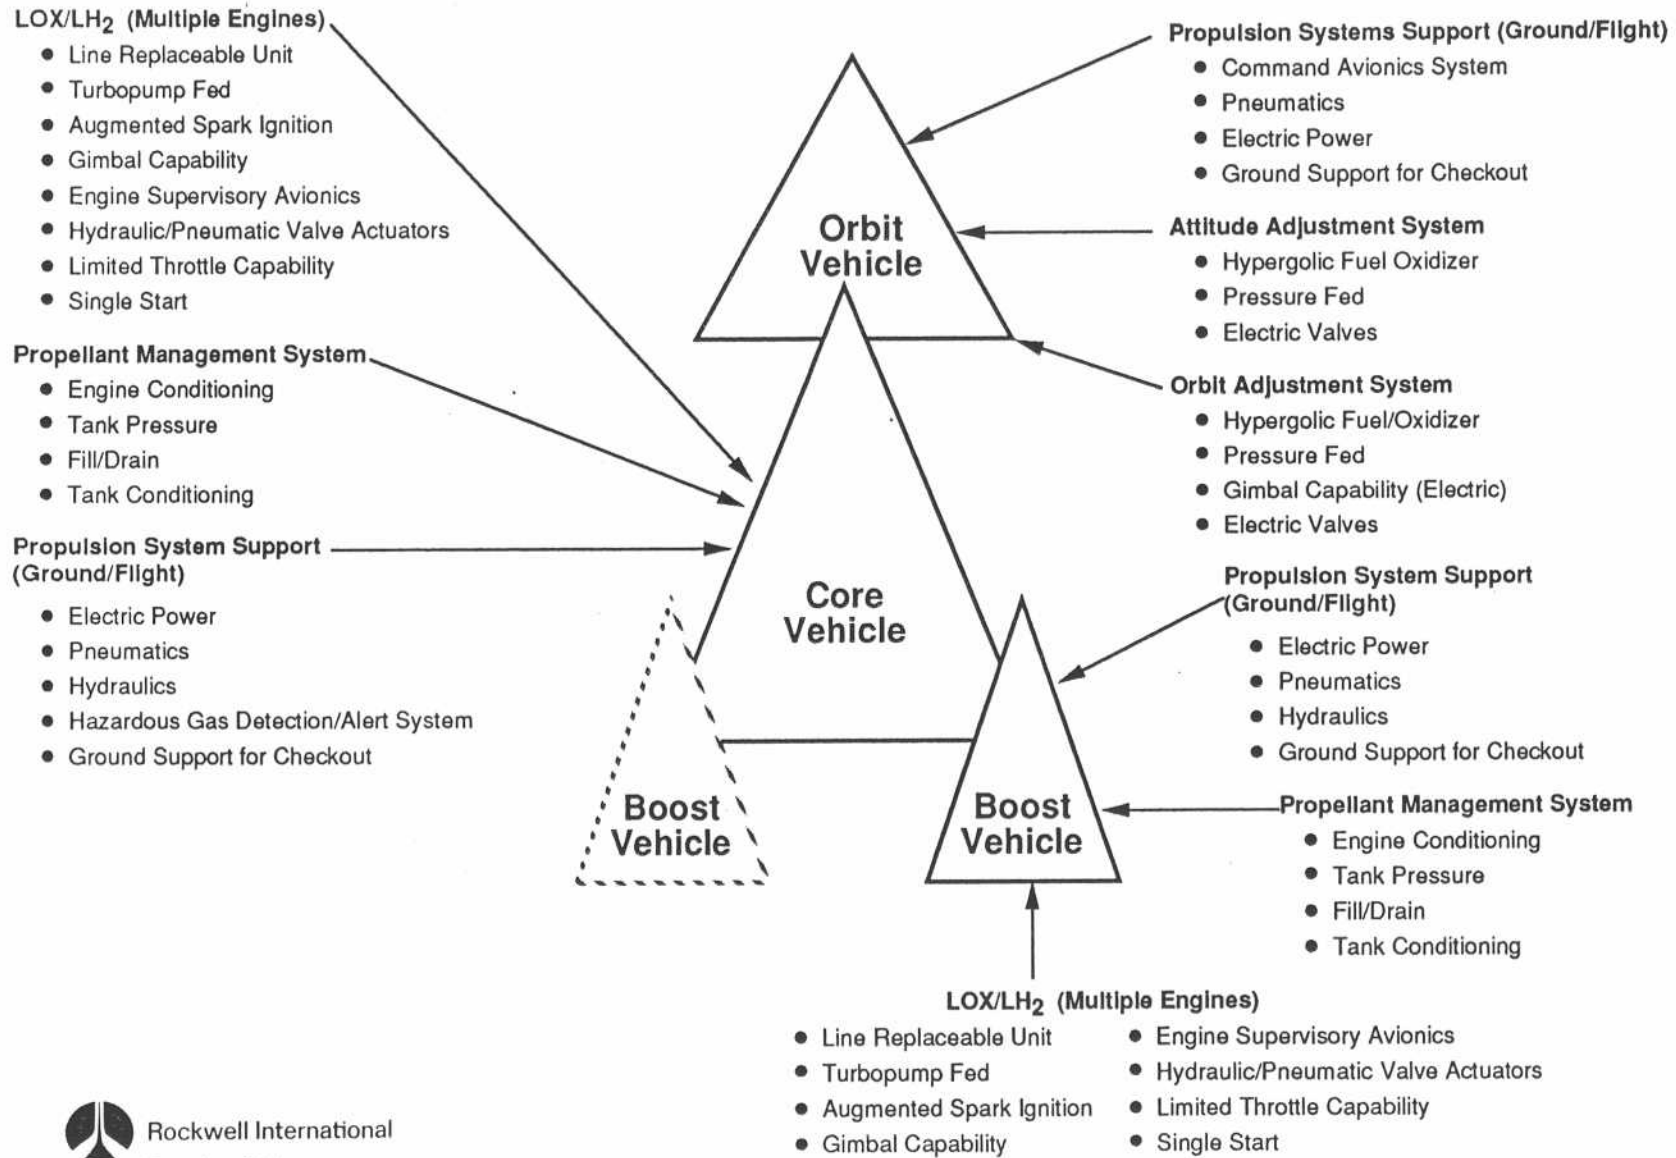 LOX/LH2 (Multiple Engines)
• Line Replaceable Unit
• Turbopump Fed
• Augmented Spark Ignition
• Gimbal Capability
• Engine Supervisory Avionics
• Hydraulic/Pneumatic Valve Actuators
• Limited Throttle Capability
• Single Start
Propellant Management System
• Engine Conditioning
• Tank Pressure
• Fill/Drain
• Tank Conditioning
Propulsion System Support
(Ground/Flight)
• Electric Power
• Pneumatics
• Hydraulics
• Hazardous Gas Detection/Alert System
• Ground Support for Checkout
Orbit
Vehicle
Core
Vehicle
Boost
Vehicle
Boost
Vehicle
Propulsion Systems Support (Ground/Flight)
• Command Avionics System
• Pneumatics
• Electric Power
• Ground Support for Checkout
Attitude Adjustment System
• Hypergolic Fuel Oxidizer
• Pressure Fed
• Electric Valves
Orbit Adjustment System
• Hypergolic Fuel/Oxidizer
• Pressure Fed
• Gimbal Capability (Electric)
• Electric Valves
Propulsion System Support
(Ground/Flight)
• Electric Power
• Pneumatics
• Hydraulics
• Ground Support for Checkout
Propellant Management System
• Engine Conditioning
• Tank Pressure
• Fill/Drain
• Tank Conditioning
LOX/LH2 (Multiple Engines)
• Line Replaceable Unit
• Turbopump Fed
• Augmented Spark Ignition
• Gimbal Capability
• Engine Supervisory Avionics
• Hydraulic/Pneumatic Valve Actuators
• Limited Throttle Capability
• Single Start
Rockwell International